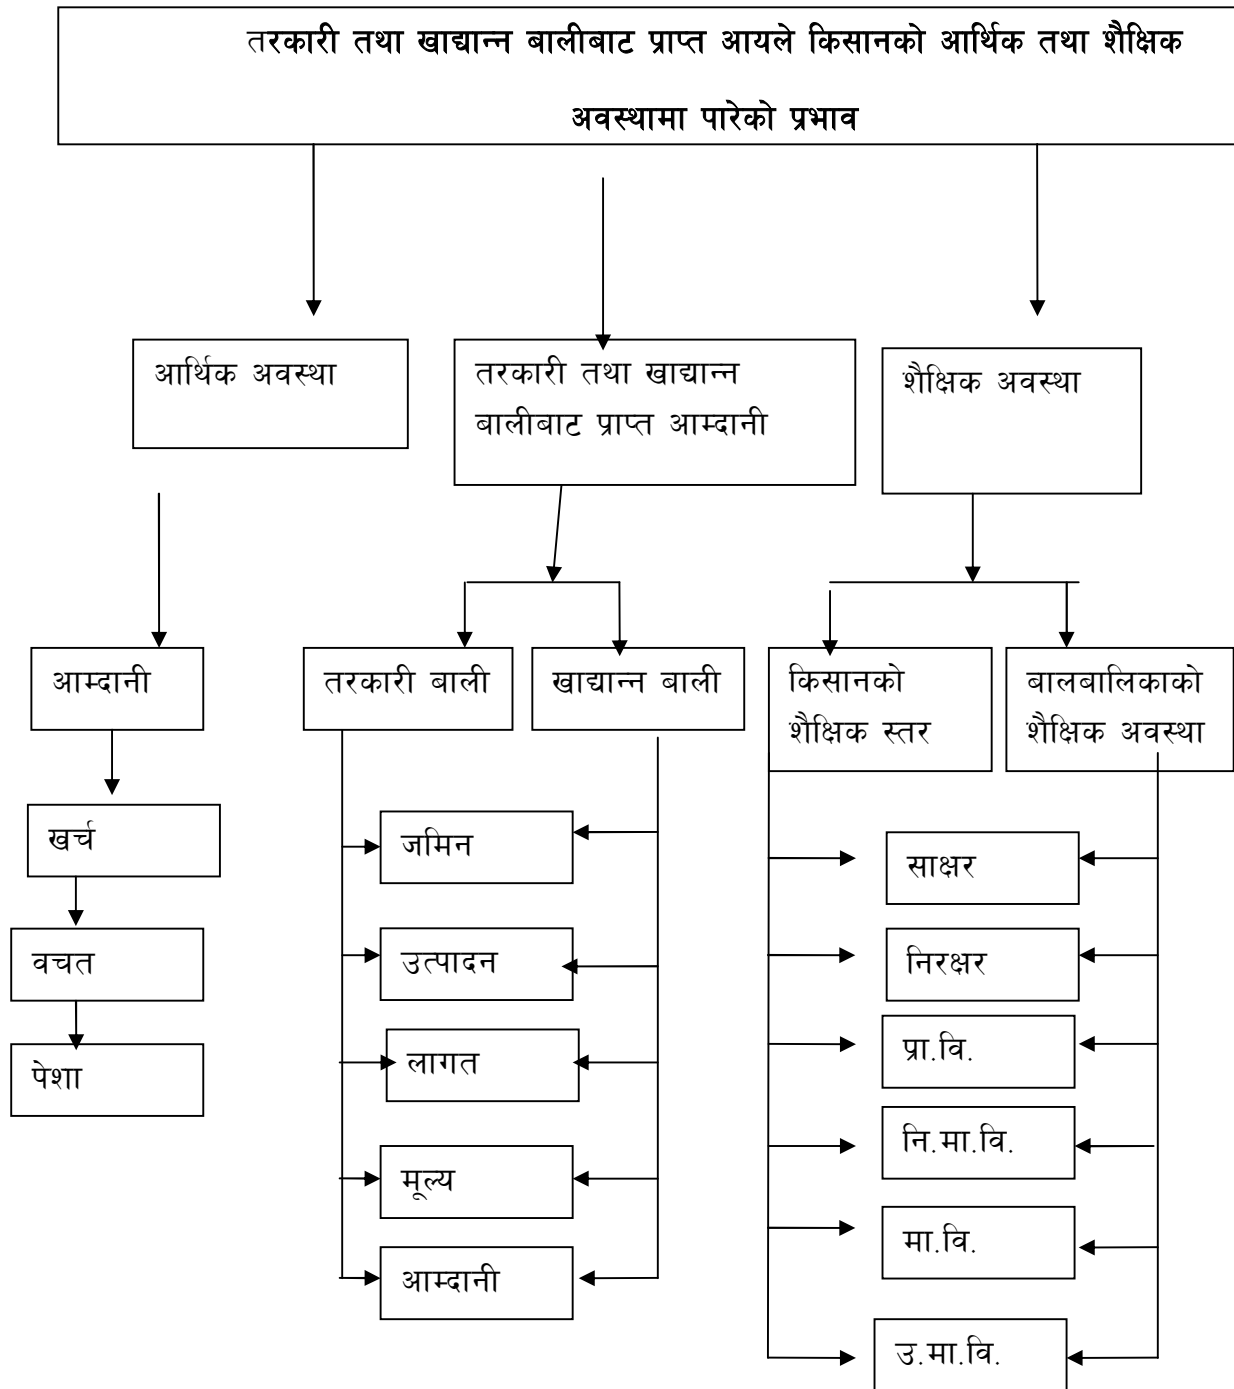 तरकारी तथा खाद्यान्न बालीबाट प्राप्त आयले किसानको आर्थिक तथा शैक्षिक
अवस्थामा पारेको प्रभाव
आर्थिक अवस्था
तरकारी तथा खाद्यान्न
बालीबाट प्राप्त आम्दानी
शैक्षिक अवस्था
आम्दानी
तरकारी बाली
खाद्यान्न बाली
किसानको
शैक्षिक स्तर
बालबालिकाको
शैक्षिक अवस्था
खर्च
वचत
पेशा
जमिन
उत्पादन
लागत
मूल्य
आम्दानी
साक्षर
निरक्षर
प्रा.वि.
नि.मा.वि.
मा.वि.
उ.मा.वि.